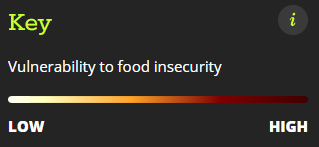 Key
i
Vulnerability to food insecurity
LOW HIGH